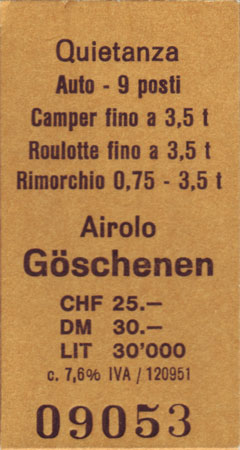 Quietanza
Auto - 9 posti
Camper fino a 3,5 t
Roulotte fino a 3,5 t
Rimorchio 0,75 - 3,5 t
Airolo
Göschenen
CHF 25.—
DM 30.—
LIT 30'000
c. 7,6% IVA / 120951
09053